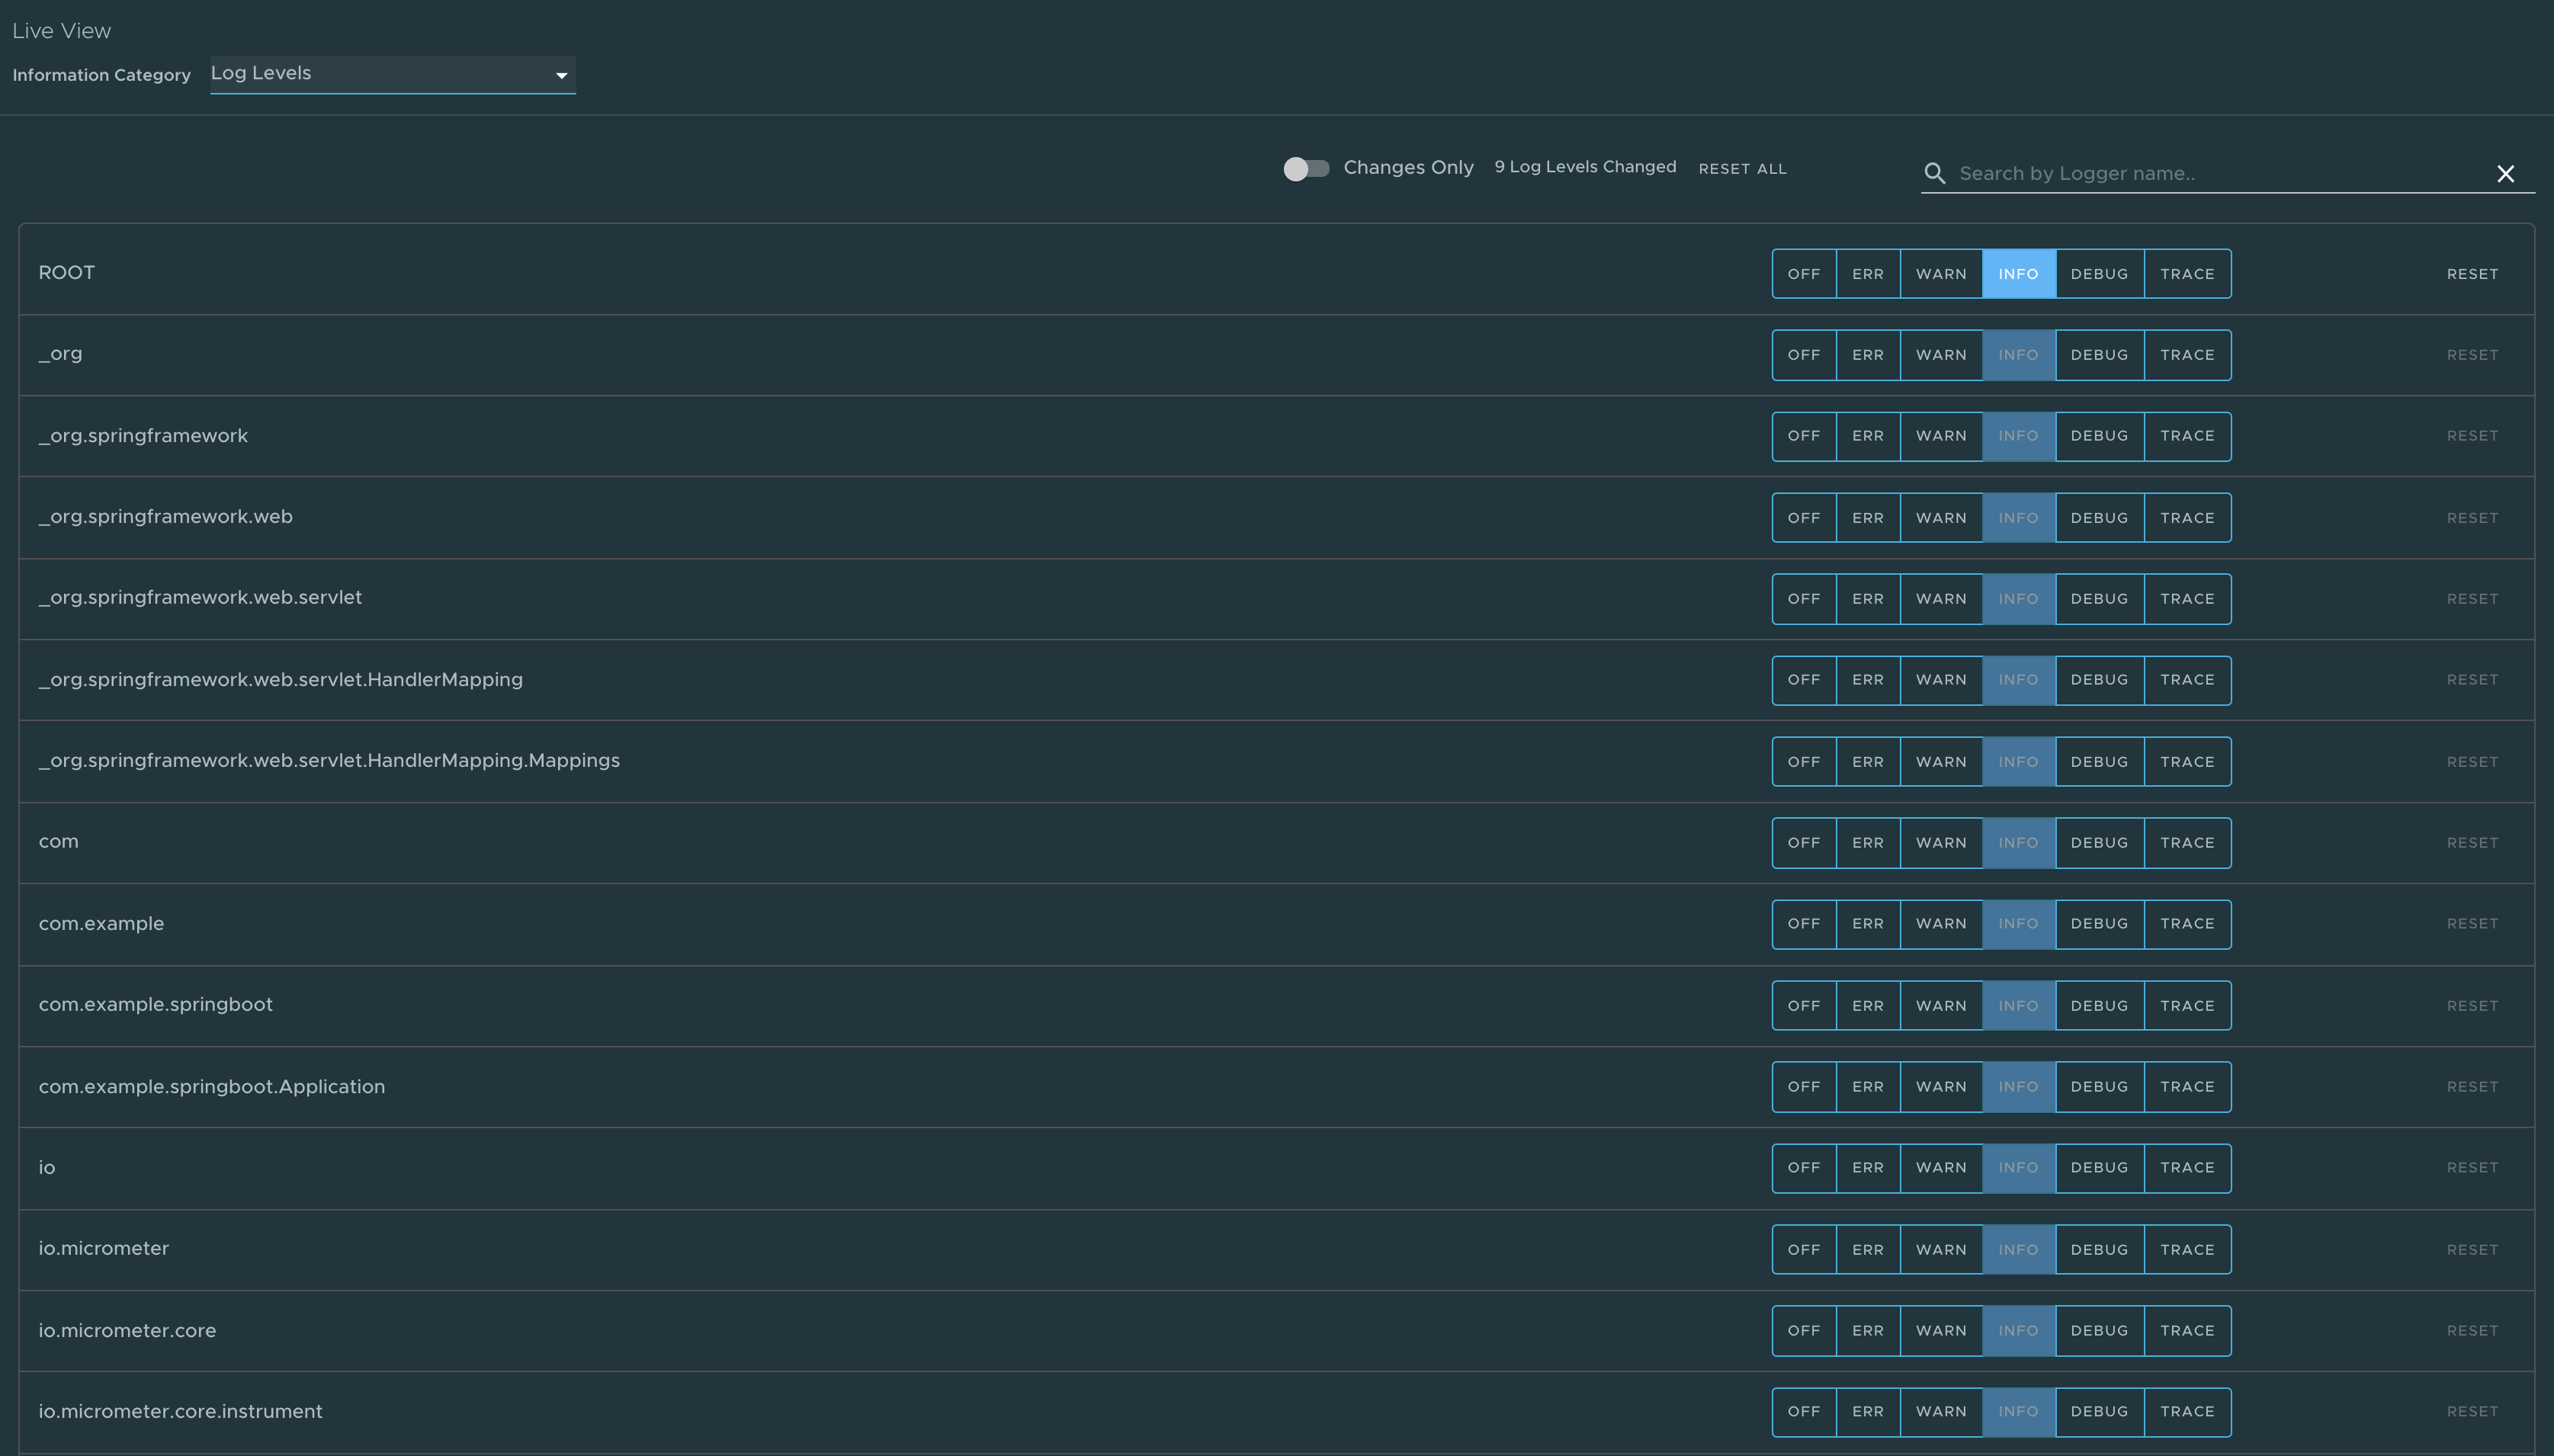 Live View
Information Category Log Levels
Changes Only 9 Log Levels Changed RESET ALL Search by Logger name..
ROOT OFF ERR WARN INFO DEBUG TRACE RESET
_org OFF ERR WARN INFO DEBUG TRACE RESET
_org.springframework OFF ERR WARN INFO DEBUG TRACE RESET
_org.springframework.web OFF ERR WARN INFO DEBUG TRACE RESET
_org.springframework.web.servlet OFF ERR WARN INFO DEBUG TRACE RESET
_org.springframework.web.servlet.HandlerMapping OFF ERR WARN INFO DEBUG TRACE RESET
_org.springframework.web.servlet.HandlerMapping.Mappings OFF ERR WARN INFO DEBUG TRACE RESET
com OFF ERR WARN INFO DEBUG TRACE RESET
com.example OFF ERR WARN INFO DEBUG TRACE RESET
com.example.springboot OFF ERR WARN INFO DEBUG TRACE RESET
com.example.springboot.Application OFF ERR WARN INFO DEBUG TRACE RESET
io OFF ERR WARN INFO DEBUG TRACE RESET
io.micrometer OFF ERR WARN INFO DEBUG TRACE RESET
io.micrometer.core OFF ERR WARN INFO DEBUG TRACE RESET
io.micrometer.core.instrument OFF ERR WARN INFO DEBUG TRACE RESET